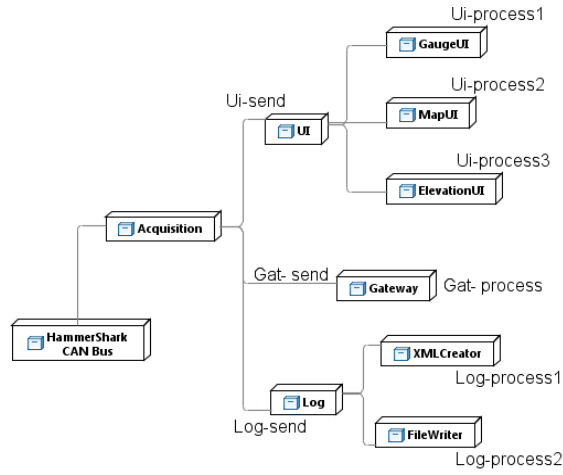 Ui-process1
GaugeUI
Ui-process2
Ui-send
MapUI
UI
Ui-process3
ElevationUI
Acquisition
Gat- send
Gateway
Gat- process
HammerShark
CAN Bus
XMLCreator
Log-process1
Log
Log-send
FileWriter
Log-process2